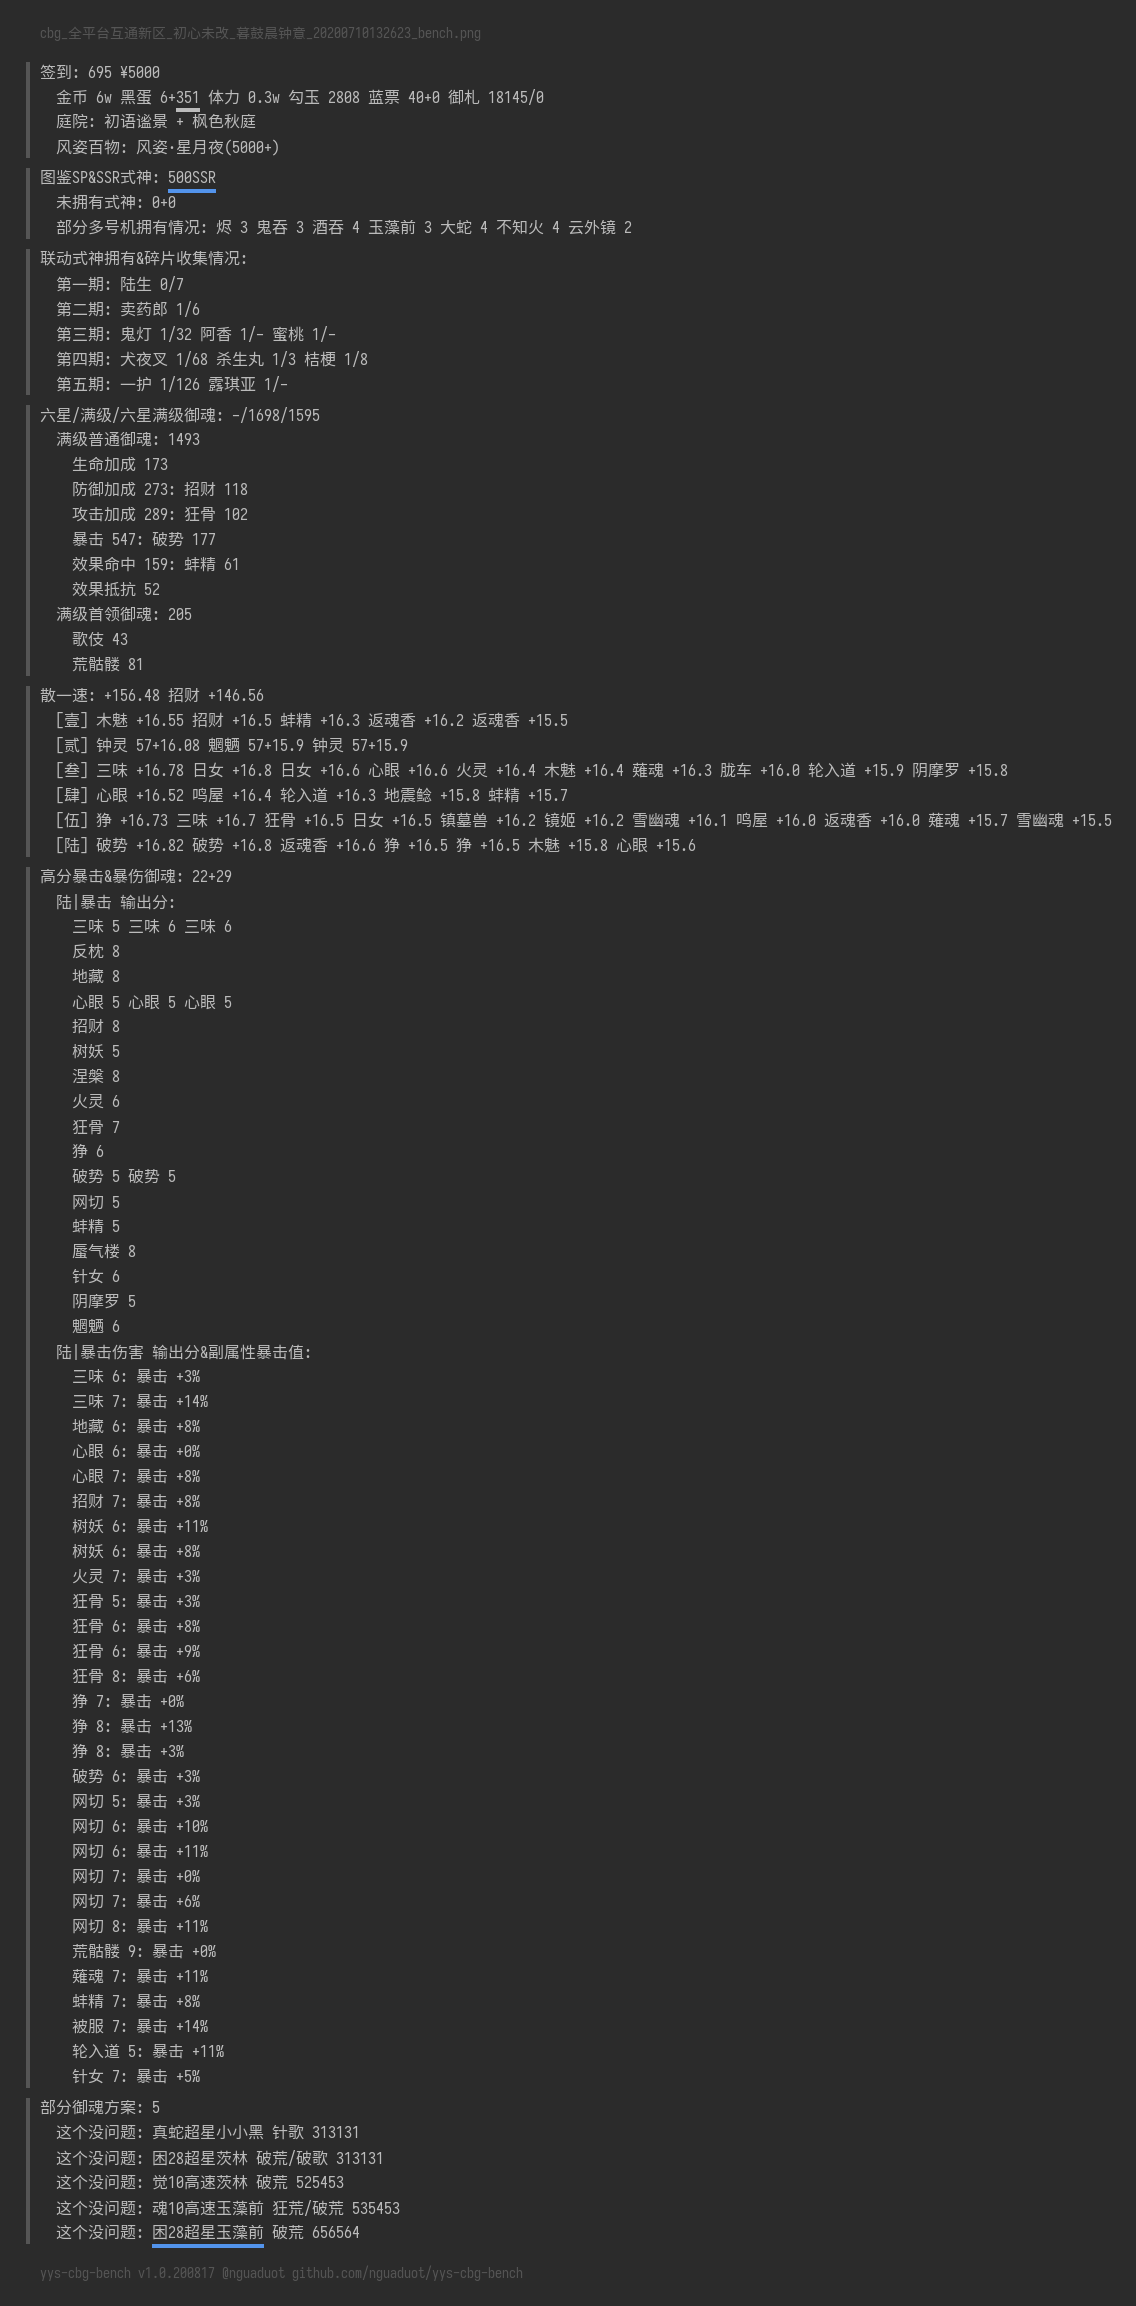 cbg_全平台互通新区_初心未改_暮鼓晨钟意_20200710132623_bench.png
签到: 695 ¥5000
金币 6w 黑蛋 6+351 体力 0.3w 勾玉 2808 蓝票 40+0 御札 18145/0
庭院: 初语谧景 + 枫色秋庭
风姿百物: 风姿·星月夜(5000+)
图鉴SP&SSR式神: 500SSR
未拥有式神: 0+0
部分多号机拥有情况: 烬 3 鬼吞 3 酒吞 4 玉藻前 3 大蛇 4 不知火 4 云外镜 2
联动式神拥有&碎片收集情况:
第一期: 陆生 0/7
第二期: 卖药郎 1/6
第三期: 鬼灯 1/32 阿香 1/- 蜜桃 1/-
第四期: 犬夜叉 1/68 杀生丸 1/3 桔梗 1/8
第五期: 一护 1/126 露琪亚 1/-
六星/满级/六星满级御魂: -/1698/1595
满级普通御魂: 1493
生命加成 173
防御加成 273: 招财 118
攻击加成 289: 狂骨 102
暴击 547: 破势 177
效果命中 159: 蚌精 61
效果抵抗 52
满级首领御魂: 205
歌伎 43
荒骷髅 81
散一速: +156.48 招财 +146.56
[壹] 木魅 +16.55 招财 +16.5 蚌精 +16.3 返魂香 +16.2 返魂香 +15.5
[贰] 钟灵 57+16.08 魍魉 57+15.9 钟灵 57+15.9
[叁] 三味 +16.78 日女 +16.8 日女 +16.6 心眼 +16.6 火灵 +16.4 木魅 +16.4 薙魂 +16.3 胧车 +16.0 轮入道 +15.9 阴摩罗 +15.8
[肆] 心眼 +16.52 鸣屋 +16.4 轮入道 +16.3 地震鲶 +15.8 蚌精 +15.7
[伍] 狰 +16.73 三味 +16.7 狂骨 +16.5 日女 +16.5 镇墓兽 +16.2 镜姬 +16.2 雪幽魂 +16.1 鸣屋 +16.0 返魂香 +16.0 薙魂 +15.7 雪幽魂 +15.5
[陆] 破势 +16.82 破势 +16.8 返魂香 +16.6 狰 +16.5 狰 +16.5 木魅 +15.8 心眼 +15.6
高分暴击&暴伤御魂: 22+29
陆|暴击 输出分:
三味 5 三味 6 三味 6
反枕 8
地藏 8
心眼 5 心眼 5 心眼 5
招财 8
树妖 5
涅槃 8
火灵 6
狂骨 7
狰 6
破势 5 破势 5
网切 5
蚌精 5
蜃气楼 8
针女 6
阴摩罗 5
魍魉 6
陆|暴击伤害 输出分&副属性暴击值:
三味 6: 暴击 +3%
三味 7: 暴击 +14%
地藏 6: 暴击 +8%
心眼 6: 暴击 +0%
心眼 7: 暴击 +8%
招财 7: 暴击 +8%
树妖 6: 暴击 +11%
树妖 6: 暴击 +8%
火灵 7: 暴击 +3%
狂骨 5: 暴击 +3%
狂骨 6: 暴击 +8%
狂骨 6: 暴击 +9%
狂骨 8: 暴击 +6%
狰 7: 暴击 +0%
狰 8: 暴击 +13%
狰 8: 暴击 +3%
破势 6: 暴击 +3%
网切 5: 暴击 +3%
网切 6: 暴击 +10%
网切 6: 暴击 +11%
网切 7: 暴击 +0%
网切 7: 暴击 +6%
网切 8: 暴击 +11%
荒骷髅 9: 暴击 +0%
薙魂 7: 暴击 +11%
蚌精 7: 暴击 +8%
被服 7: 暴击 +14%
轮入道 5: 暴击 +11%
针女 7: 暴击 +5%
部分御魂方案: 5
这个没问题: 真蛇超星小小黑 针歌 313131
这个没问题: 困28超星茨林 破荒/破歌 313131
这个没问题: 觉10高速茨林 破荒 525453
这个没问题: 魂10高速玉藻前 狂荒/破荒 535453
这个没问题: 困28超星玉藻前 破荒 656564
yys-cbg-bench v1.0.200817 @nguaduot github.com/nguaduot/yys-cbg-bench